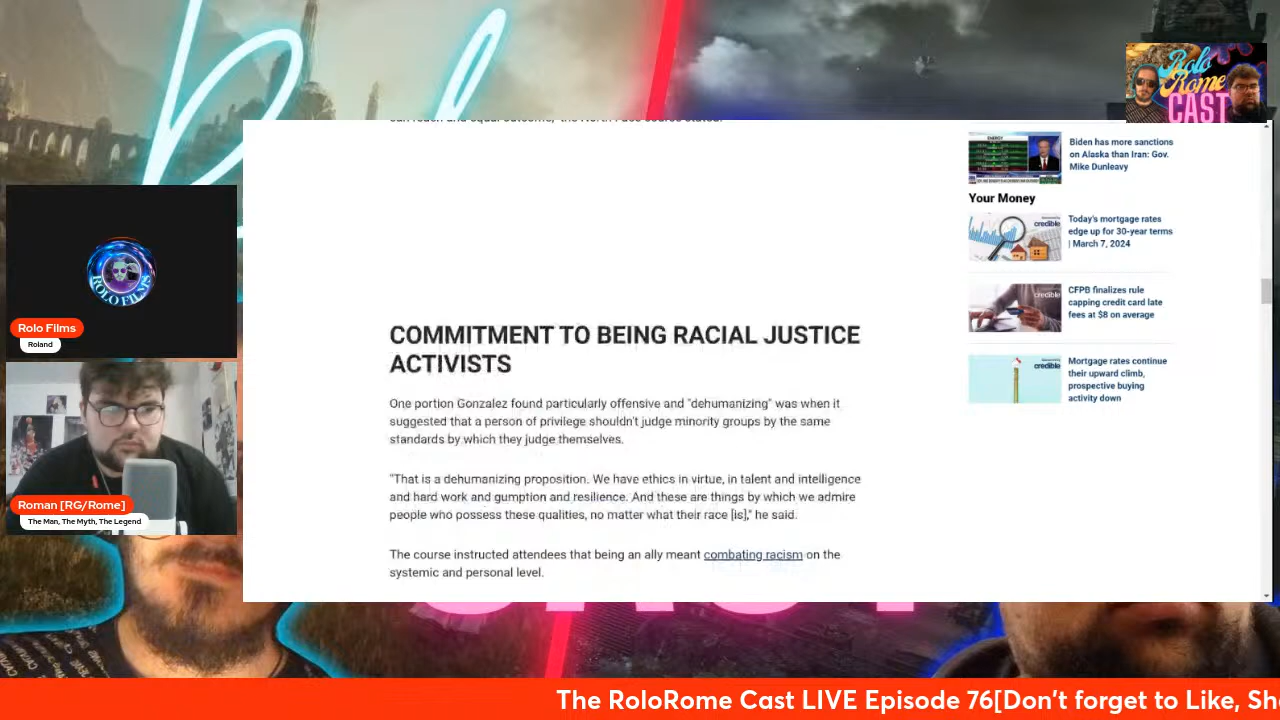 Rolo
Rome
CAST
Biden has more sanctions
on Alaska than Iran: Gov.
Mike Dunleavy
Your Money
Today's mortgage rates
edge up for 30-year terms
| March 7, 2024
credible
CFPB finalizes rule
capping credit card late
fees at $8 on average
credible
Mortgage rates continue
their upward climb,
prospective buying
activity down
credible
COMMITMENT TO BEING RACIAL JUSTICE
ACTIVISTS
One portion Gonzalez found particularly offensive and "dehumanizing" was when it
suggested that a person of privilege shouldn't judge minority groups by the same
standards by which they judge themselves.
"That is a dehumanizing proposition. We have ethics in virtue, in talent and intelligence
and hard work and gumption and resilience. And these are things by which we admire
people who possess these qualities, no matter what their race [is]," he said.
The course instructed attendees that being an ally meant combating racism on the
systemic and personal level.
ROLO FILMS
Rolo Flims
Roland
Roman [RG/Rome]
The Man, The Myth, The Legend
The RoloRome Cast LIVE Episode 76[Don't forget to Like, Sh